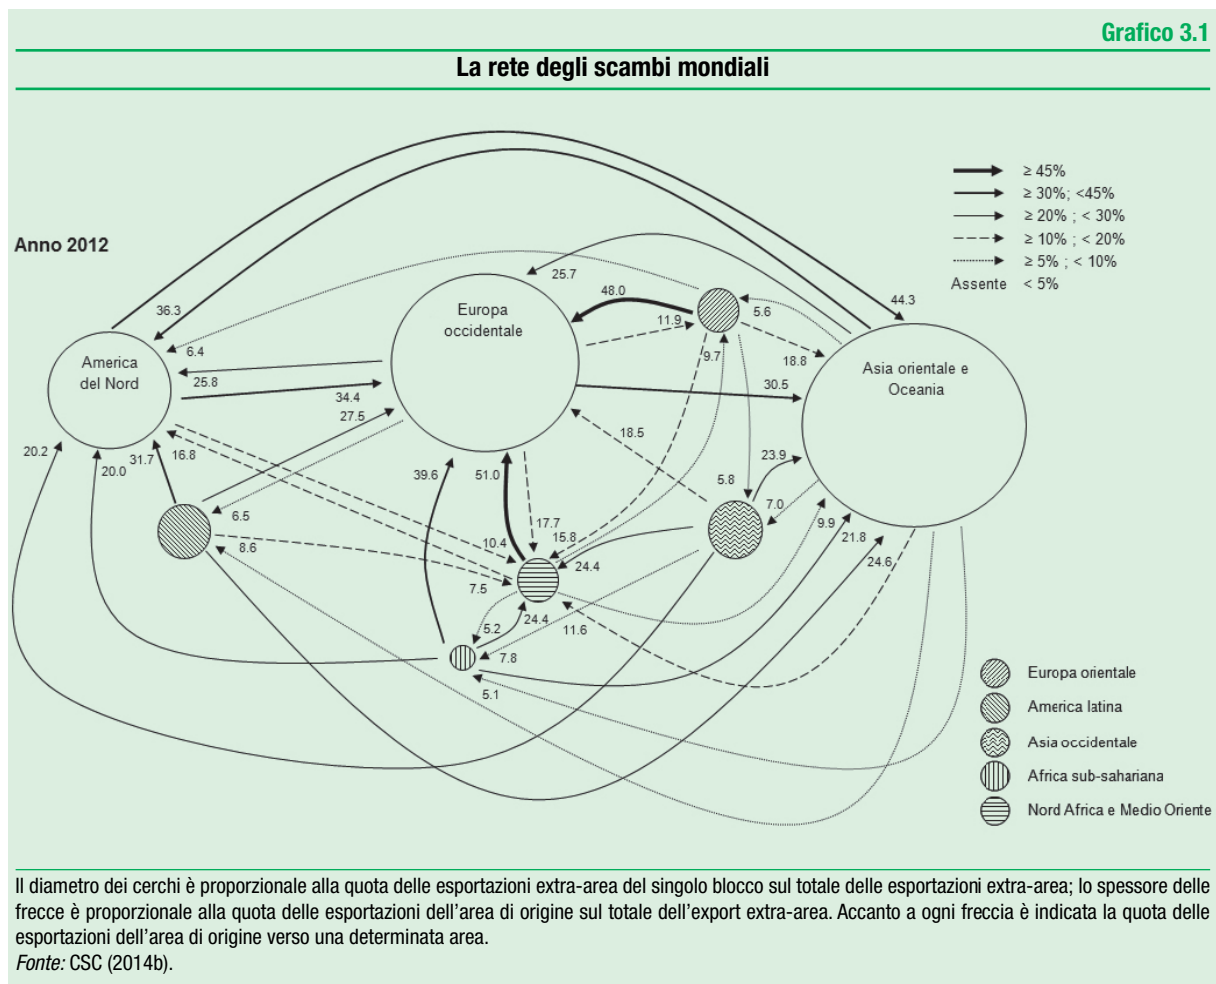 Grafico 3.1
La rete degli scambi mondiali
≥ 45%
≥ 30%; <45%
≥ 20% ; < 30%
≥ 10% ; < 20%
≥ 5% ; < 10%
Assente < 5%
Anno 2012
25.7
48.0
44.3
36.3
Europa
occidentale
5.6
11.9
6.4
9.7
18.8
America
del Nord
Asia orientale e
Oceania
25.8
30.5
34.4
27.5
18.5
20.2
20.0
31.7
16.8
39.6
51.0
23.9
5.8
7.0
6.5
8.6
10.4
17.7
15.8
9.9
21.8
24.6
24.4
7.5
24.4
5.2
11.6
7.8
5.1
Europa orientale
America latina
Asia occidentale
Africa sub-sahariana
Nord Africa e Medio Oriente
Il diametro dei cerchi è proporzionale alla quota delle esportazioni extra-area del singolo blocco sul totale delle esportazioni extra-area; lo spessore delle
frecce è proporzionale alla quota delle esportazioni dell'area di origine sul totale dell'export extra-area. Accanto a ogni freccia è indicata la quota delle
esportazioni dell'area di origine verso una determinata area.
Fonte: CSC (2014b).